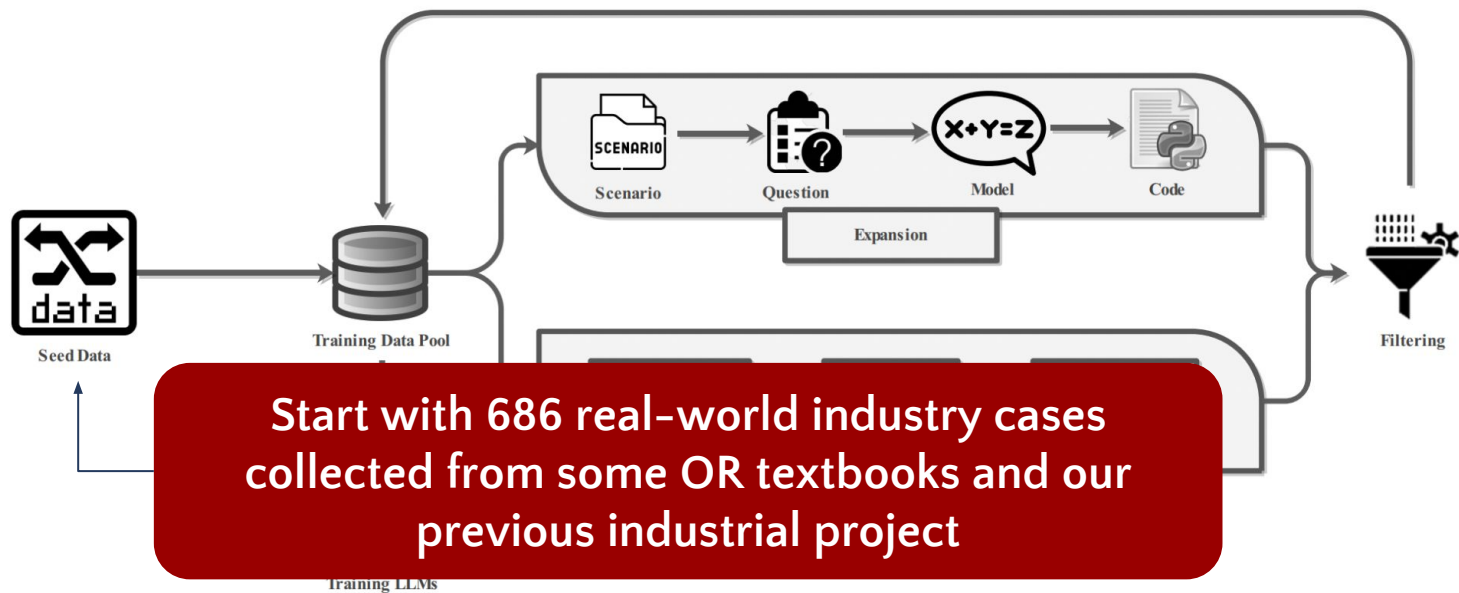 SCENARIO
X+Y=Z
?
Scenario
Question
Model
Code
Expansion
data
Seed Data
Training Data Pool
Filtering
Start with 686 real-world industry cases
collected from some OR textbooks and our
previous industrial project
Training LLMs